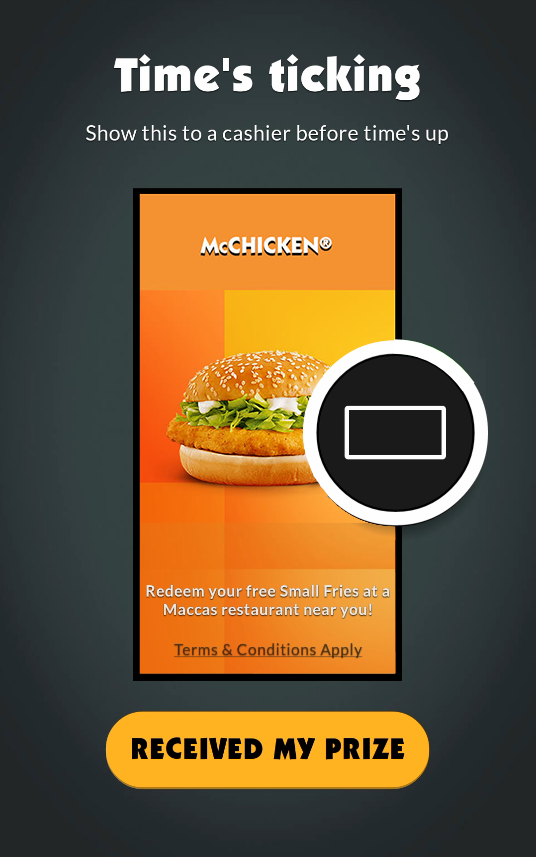 Time's ticking
Show this to a cashier before time's up
McCHICKEN®
Redeem your free Small Fries at a
Maccas restaurant near you!
Terms & Conditions Apply
RECEIVED MY PRIZE